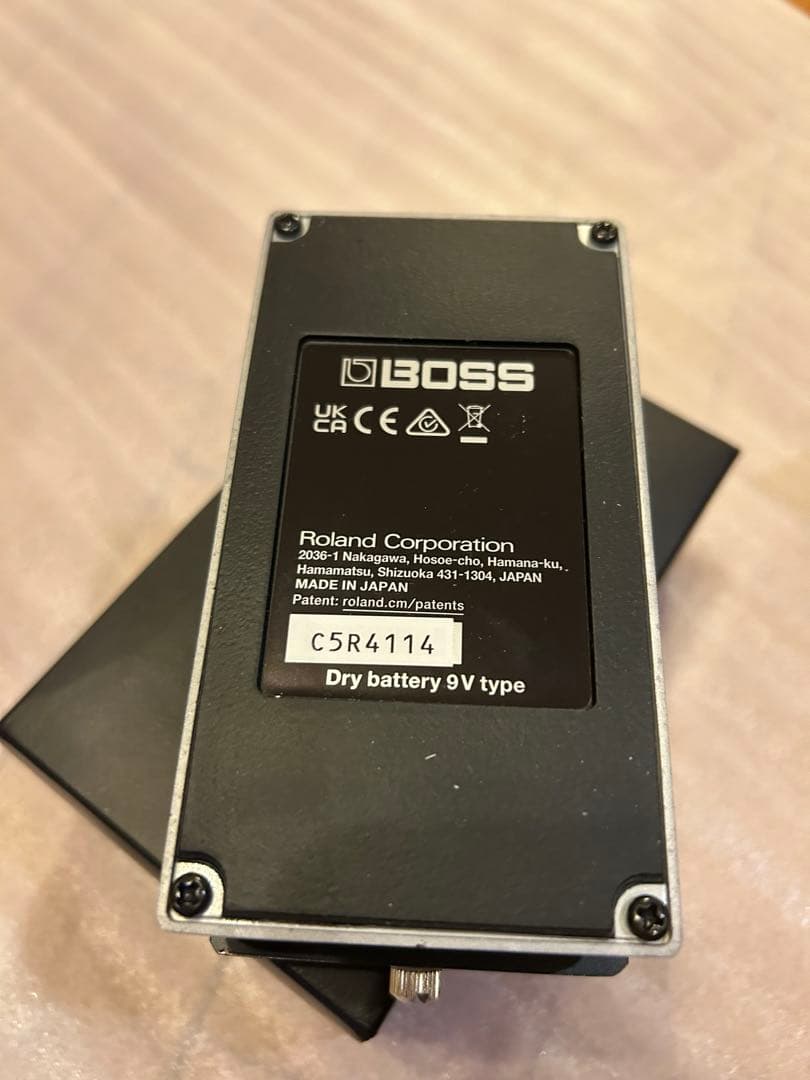 BOSS
UK
CA CE
Roland Corporation
2036-1 Nakagawa, Hosoe-cho, Hamana-ku,
Hamamatsu, Shizuoka 431-1304, JAPAN
MADE IN JAPAN
Patent: roland.cm/patents
C5R4114
Dry battery 9V type